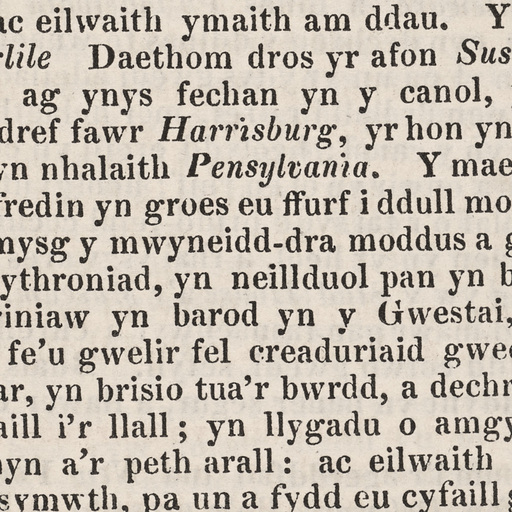 ac eilwaith ymaith am ddau. Y
rlile Daethom dros yr afon Sus
ag ynys fechan yn y canol,
dref fawr Harrisburg, yr hon yn
yn nhalaith Pensylvania. Y mae
fredin yn groes eu ffurf i ddull mo
mysg y mwyneidd-dra moddus a g
ythroniad, yn neillduol pan yn b
riniaw yn barod yn y Gwestai,
fe'u gwelir fel creaduriaid gwe
ar, yn brisio tua'r bwrdd, a dechr
aill i'r llall; yn llygadu o amgy
yn a'r peth arall: ac eilwaith
symwth, pa un a fydd eu cyfaill g